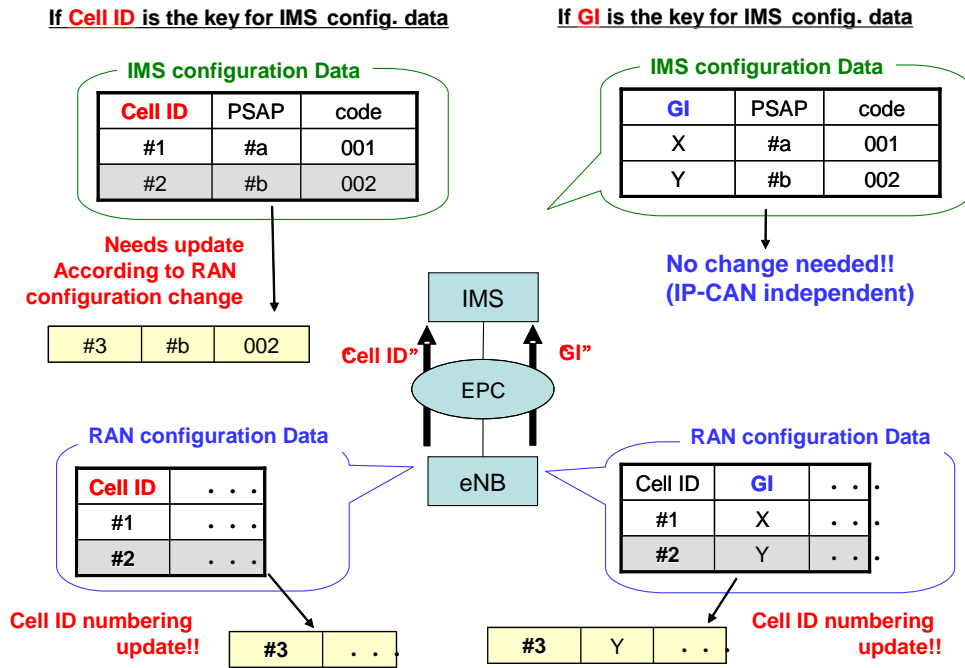 If Cell ID is the key for IMS config. data
If GI is the key for IMS config. data
IMS configuration Data
Cell ID PSAP code
#1 #a 001
#2 #b 002
Needs update
According to RAN
configuration change
#3 #b 002
IMS configuration Data
GI PSAP code
X #a 001
Y #b 002
No change needed!!
(IP-CAN independent)
IMS
“Cell ID”
“GI”
EPC
eNB
RAN configuration Data
Cell ID . . .
#1 . . .
#2 . . .
Cell ID numbering
update!!
#3 . . .
RAN configuration Data
Cell ID GI . . .
#1 X . . .
#2 Y . . .
#3 Y . . .
Cell ID numbering
update!!